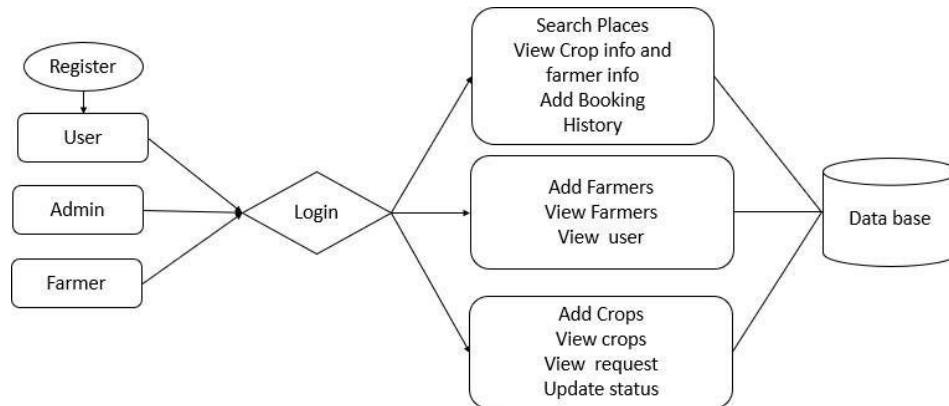 Register
User
Admin
Farmer
Login
Search Places
View Crop info and
farmer info
Add Booking
History
Add Farmers
View Farmers
View user
Add Crops
View crops
View request
Update status
Data base